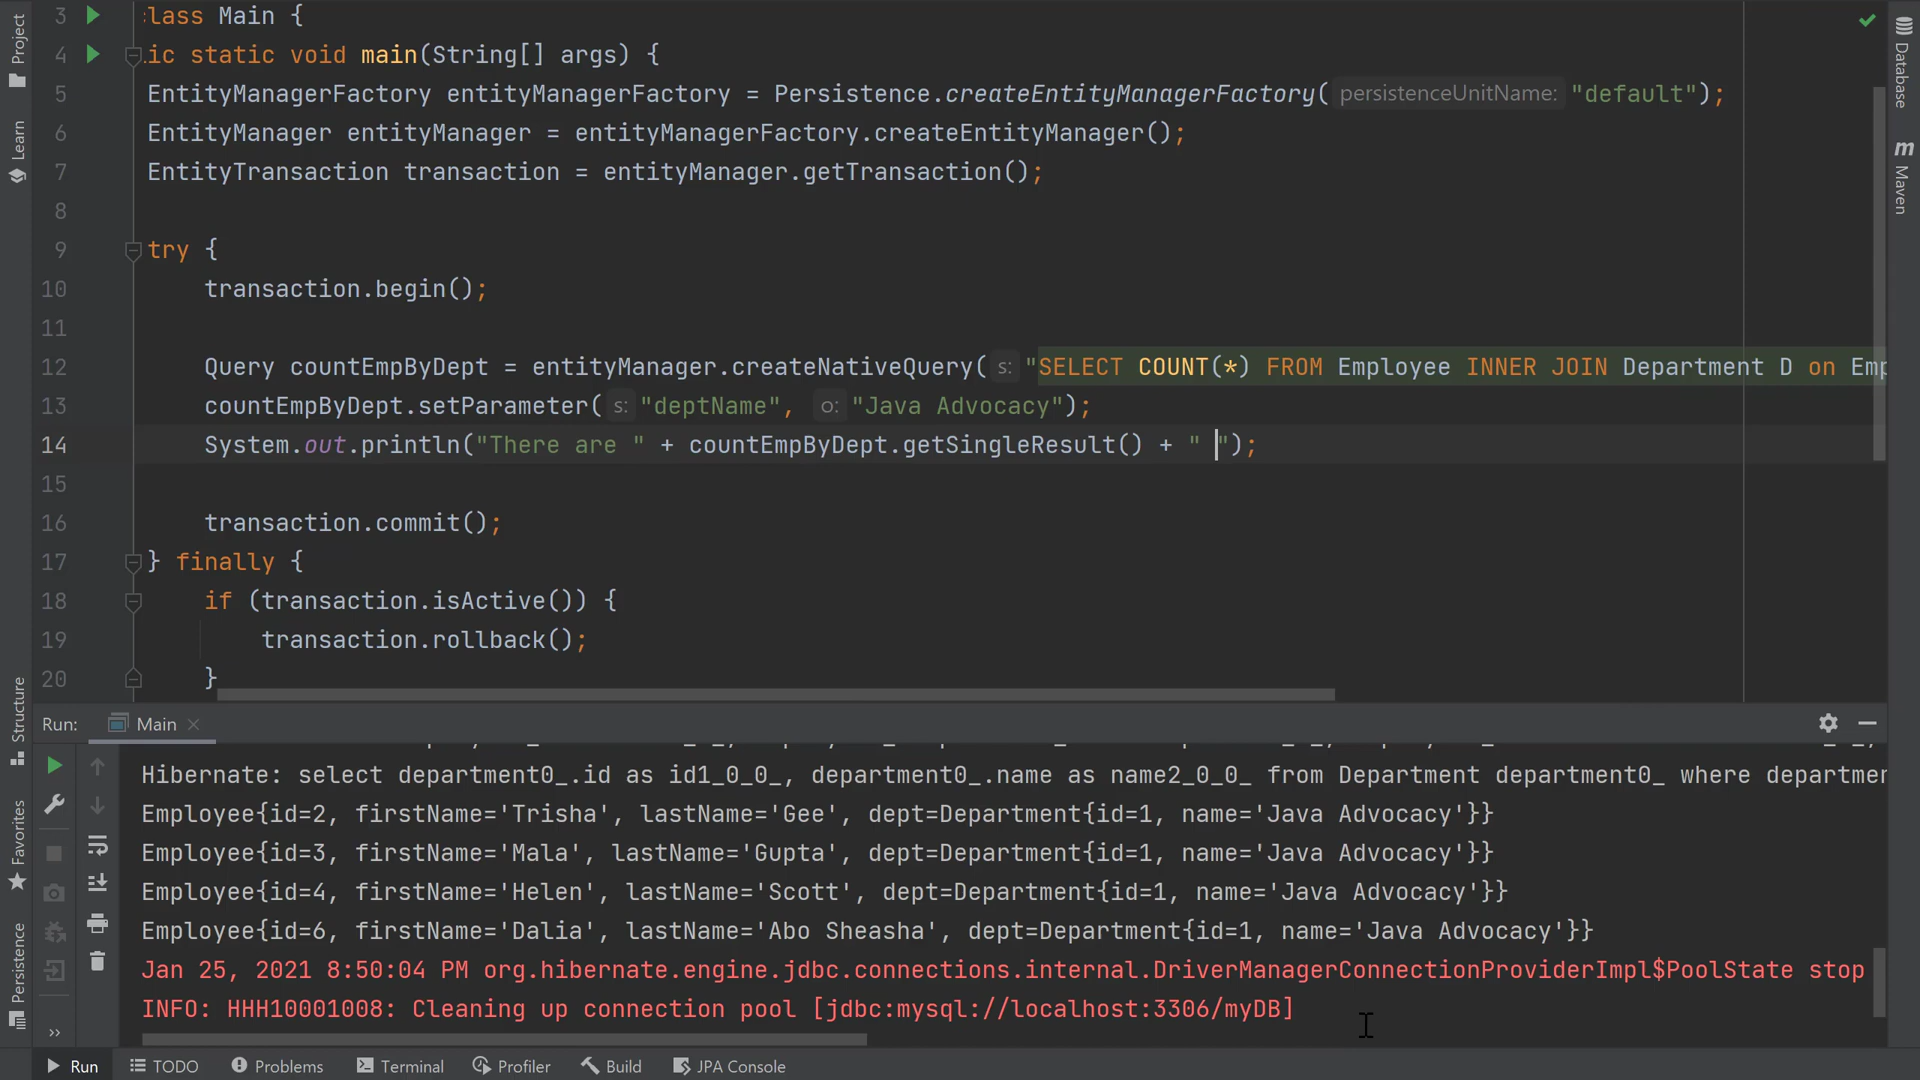 Project
Learn
Structure
Favorites
Persistence
Database
Maven
3 class Main {
4 lic static void main(String[] args) {
5 EntityManagerFactory entityManagerFactory = Persistence.createEntityManagerFactory( persistenceUnitName: "default");
6 EntityManager entityManager = entityManagerFactory.createEntityManager();
7 EntityTransaction transaction = entityManager.getTransaction();
8
9 try {
10 transaction.begin();
11
12 Query countEmpByDept = entityManager.createNativeQuery( s: "SELECT COUNT(*) FROM Employee INNER JOIN Department D on Emp
13 countEmpByDept.setParameter( s: "deptName", o: "Java Advocacy");
14 System.out.println("There are " + countEmpByDept.getSingleResult() + " ");
15
16 transaction.commit();
17 } finally {
18 if (transaction.isActive()) {
19 transaction.rollback();
20 }
Run: Main
Hibernate: select department0_.id as id1_0_0_, department0_.name as name2_0_0_ from Department department0_ where departmen
Employee{id=2, firstName='Trisha', lastName='Gee', dept=Department{id=1, name='Java Advocacy'}}
Employee{id=3, firstName='Mala', lastName='Gupta', dept=Department{id=1, name='Java Advocacy'}}
Employee{id=4, firstName='Helen', lastName='Scott', dept=Department{id=1, name='Java Advocacy'}}
Employee{id=6, firstName='Dalia', lastName='Abo Sheasha', dept=Department{id=1, name='Java Advocacy'}}
Jan 25, 2021 8:50:04 PM org.hibernate.engine.jdbc.connections.internal.DriverManagerConnectionProviderImpl$PoolState stop
INFO: HHH10001008: Cleaning up connection pool [jdbc:mysql://localhost:3306/myDB]
Run TODO Problems Terminal Profiler Build JPA Console